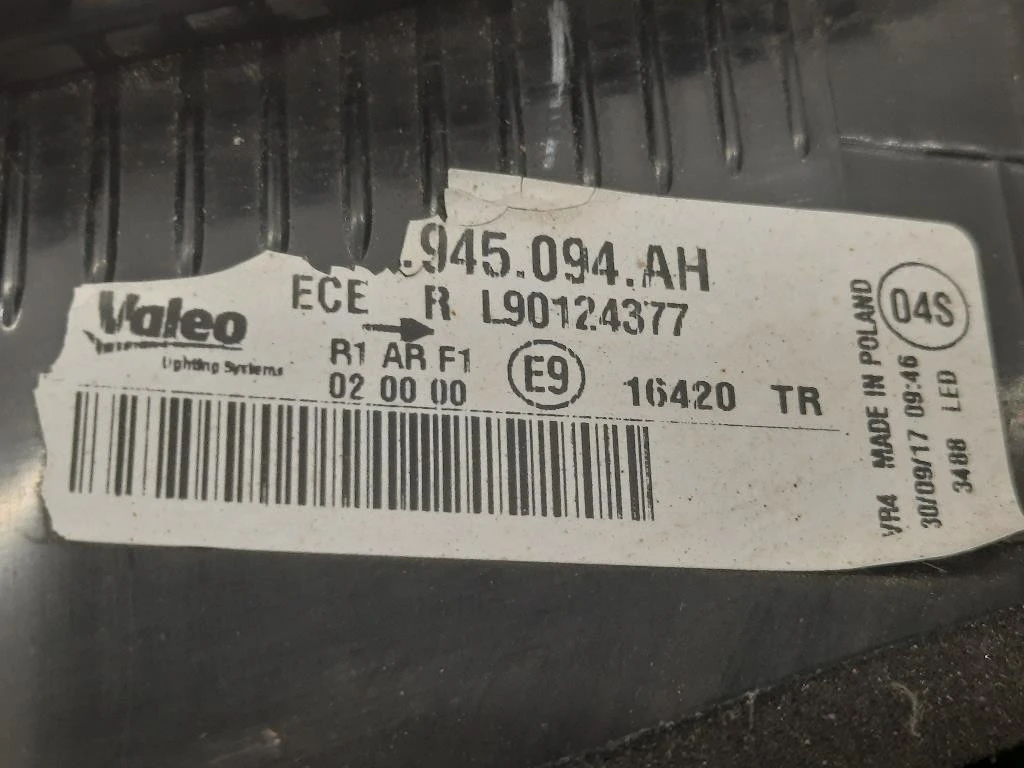 .945.094.AH
ECE R L90124377
Valeo
Lighting Systems
R1 AR F1
02 00 00
E9
16420 TR
VR4 MADE IN POLAND
30/09/17 09:46
3488 LED
04S